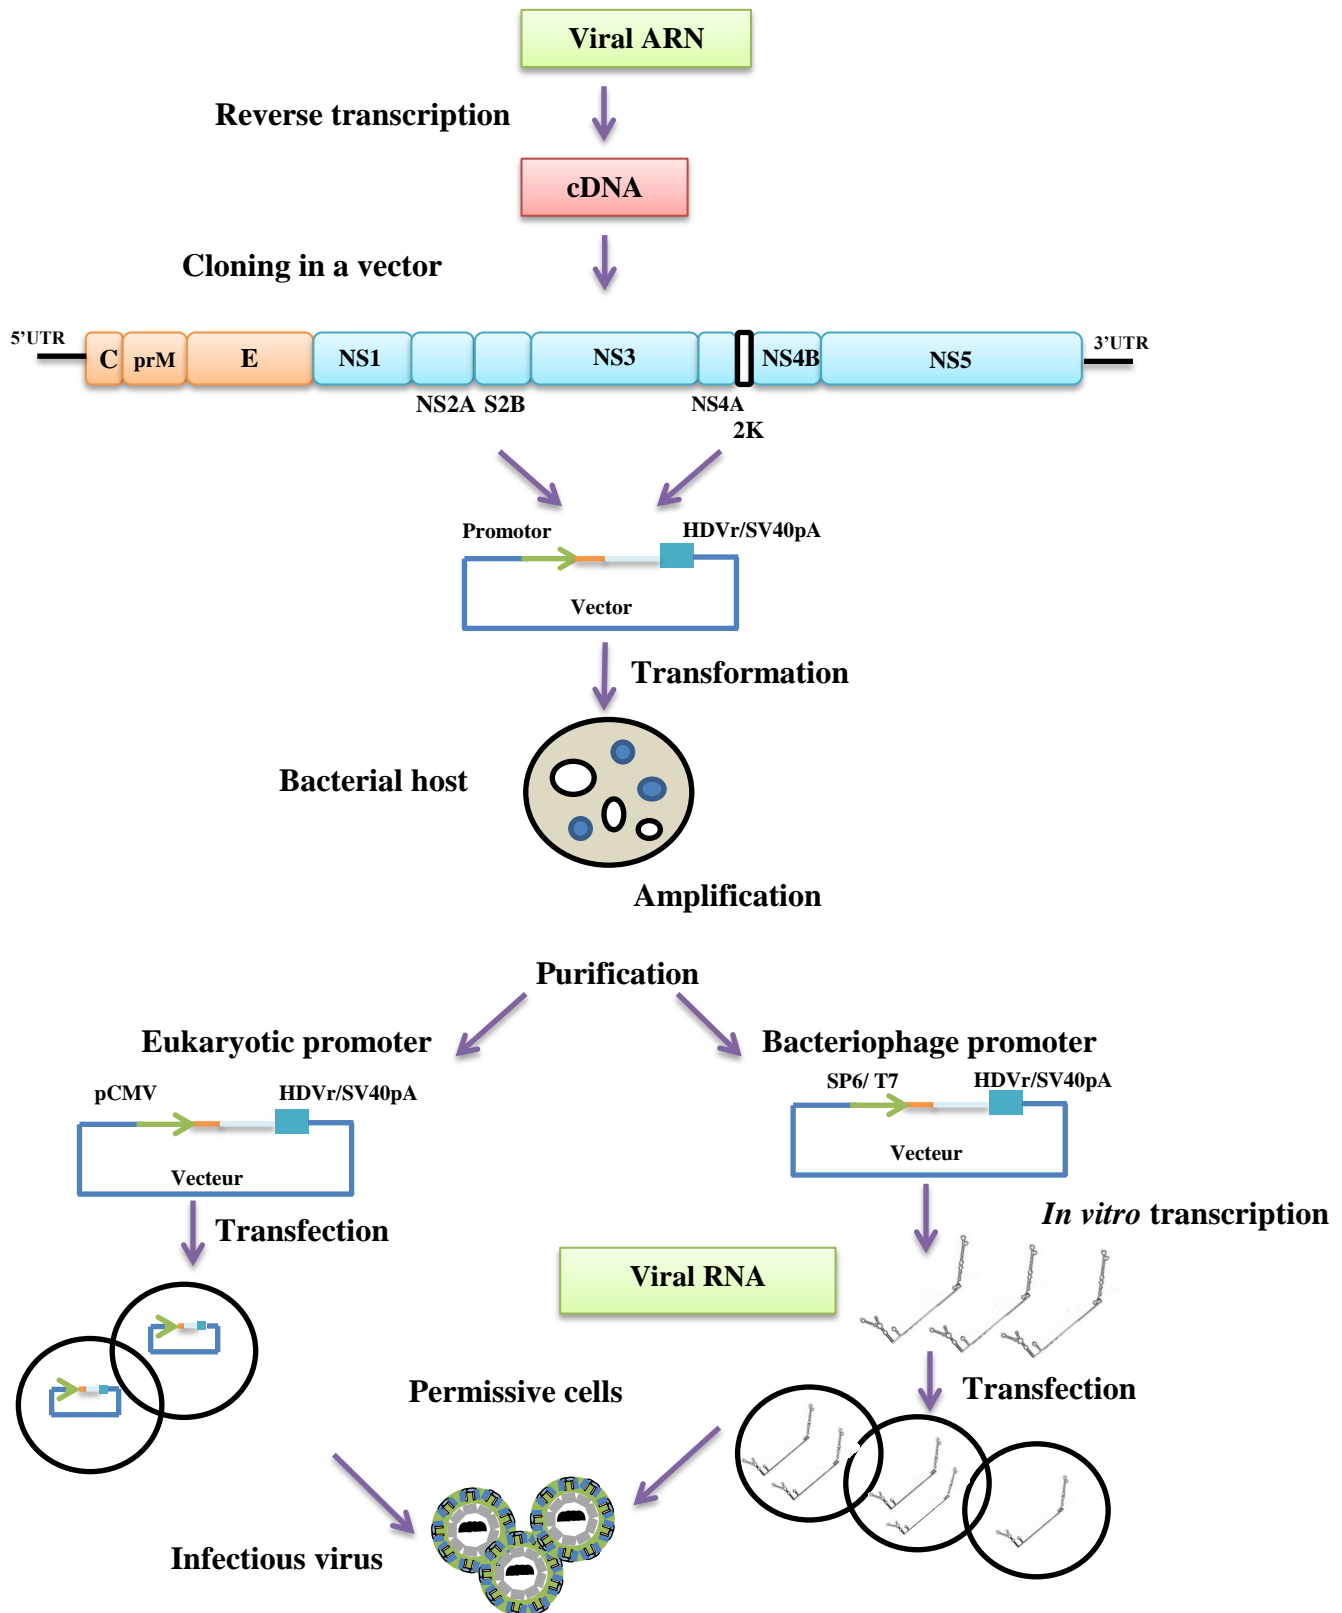 Viral ARN
Reverse transcription
cDNA
Cloning in a vector
5’UTR
C
prM
E
NS1
NS3
NS4B
NS5
3’UTR
NS2A
S2B
NS4A
2K
Promotor
HDVr/SV40pA
Vector
Transformation
Bacterial host
Amplification
Purification
Eukaryotic promoter
Bacteriophage promoter
pCMV
HDVr/SV40pA
SP6/ T7
HDVr/SV40pA
Vecteur
Vecteur
Transfection
In vitro transcription
Viral RNA
Permissive cells
Transfection
Infectious virus